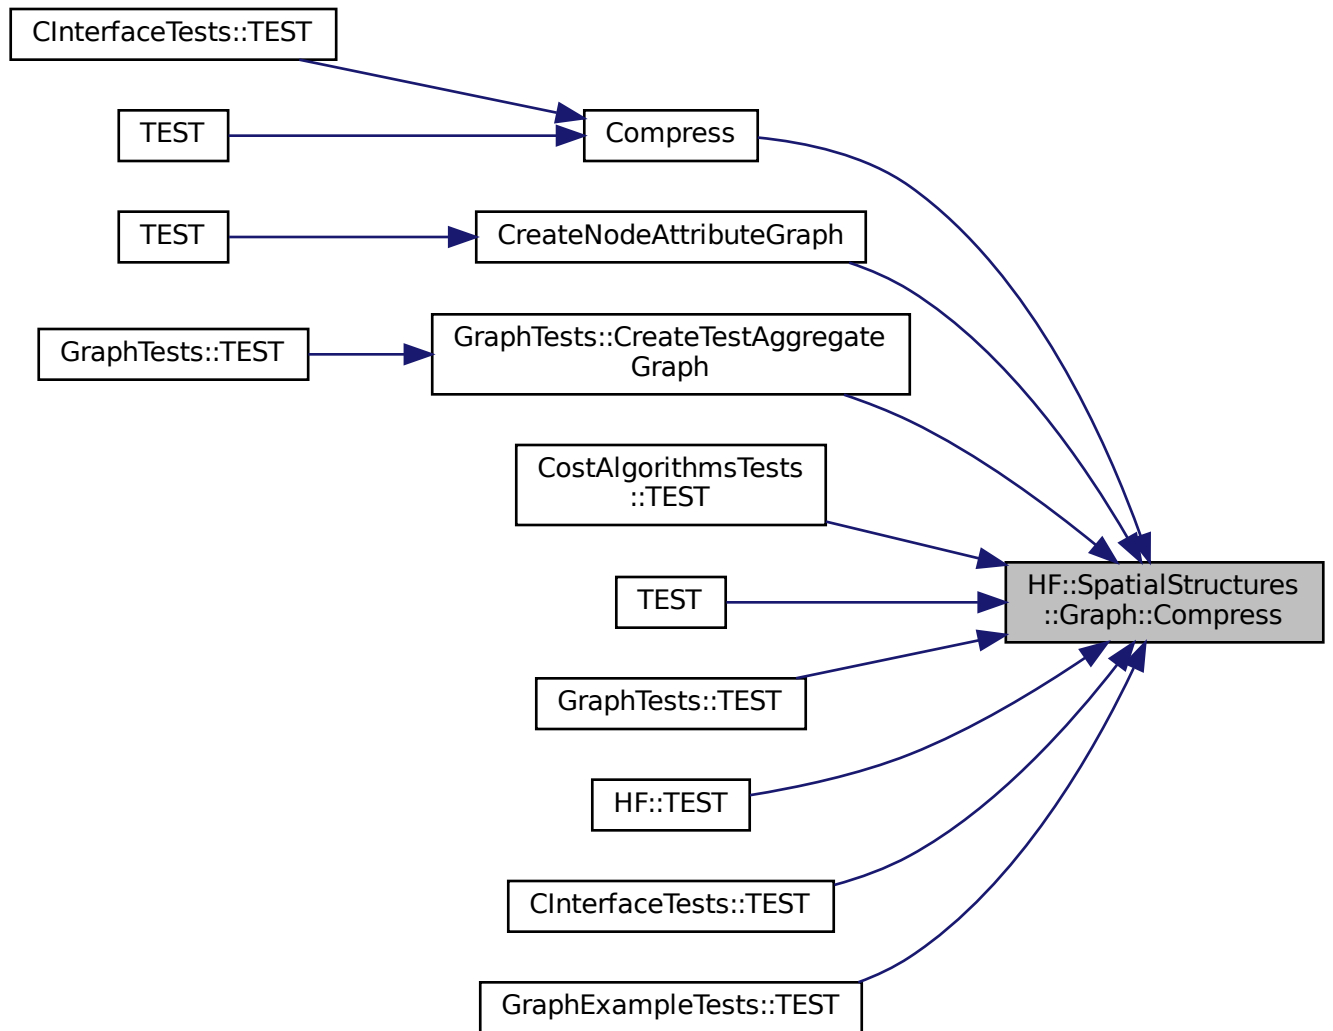 CInterfaceTests::TEST
TEST
Compress
TEST
CreateNodeAttributeGraph
GraphTests::TEST
GraphTests::CreateTestAggregate
Graph
CostAlgorithmsTests
::TEST
TEST
HF::SpatialStructures
::Graph::Compress
GraphTests::TEST
HF::TEST
CInterfaceTests::TEST
GraphExampleTests::TEST